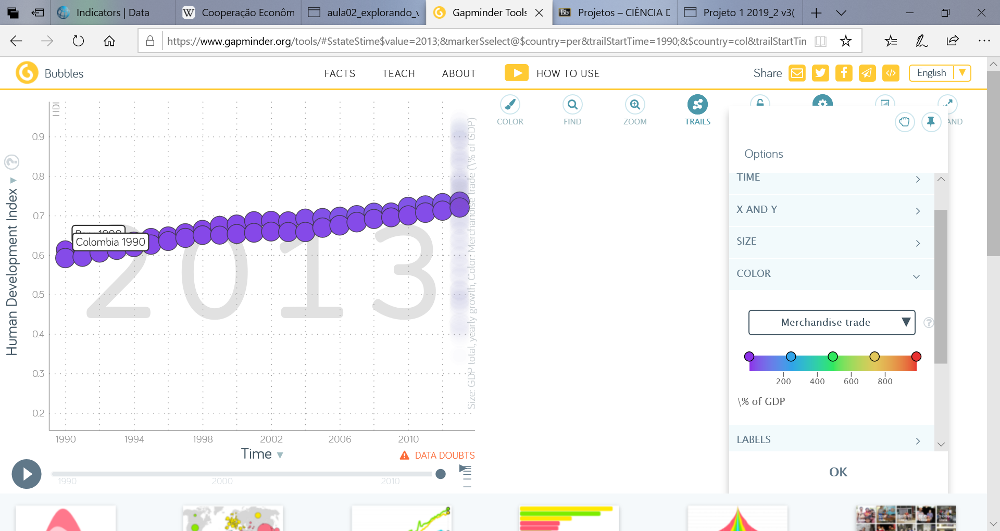 Indicators | Data
Cooperação Econôm
aula02_explorando_v
Gapminder Tools
Projetos – CIÊNCIA D
Projeto 1 2019_2 v3(
https://www.gapminder.org/tools/#$state$time$value=2013;&marker$select@$country=per&trailStartTime=1990;&$country=col&trailStartTin
Bubbles
FACTS
TEACH
ABOUT
HOW TO USE
Share
English
COLOR
FIND
ZOOM
TRAILS
AND
HDI
Human Development Index
0.9
0.8
0.7
0.6
0.5
0.4
0.3
0.2
2013
Colombia 1990
Size: GDP total, yearly growth, Color: Merchandise trade (\% of GDP)
1990
1994
1998
2002
2006
2010
Time
DATA DOUBTS
1990
2000
2010
Options
TIME
X AND Y
SIZE
COLOR
Merchandise trade
?
200
400
600
800
\% of GDP
LABELS
OK